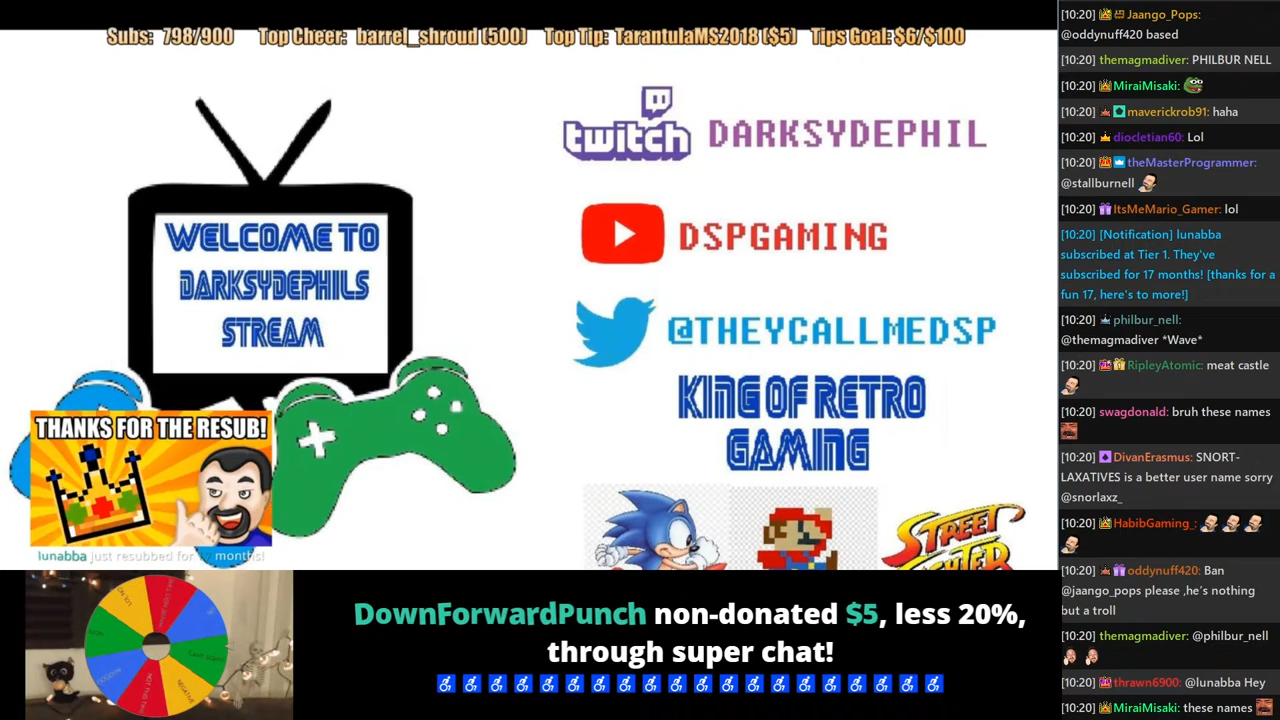 Subs: 798/900 Top Cheer: barrel_shroud (500) Top Tip: TarantulaMS2018 ($5) Tips Goal: $6/$100
WELCOME TO
DARKSYDEPHILS
STREAM
twitch DARKSYDEPHIL
DSPGAMING
@THEYCALLMEDSP
KING OF RETRO
GAMING
STREET
FIGHTER
THANKS FOR THE RESUB!
lunabba just resubbed for 17 months!
NEGATIVE
DownForwardPunch non-donated $5, less 20%,
through super chat!
[10:20] Jaango_Pops:
@oddynuff420 based
[10:20] themagmadiver: PHILBUR NELL
[10:20] MiraiMisaki:
[10:20] maverickrob91: haha
[10:20] diocletian60: Lol
[10:20] theMasterProgrammer:
@stallburnell
[10:20] ItsMeMario_Gamer: lol
[10:20] [Notification] lunabba
subscribed at Tier 1. They've
subscribed for 17 months! [thanks for a
fun 17, here's to more!]
[10:20] philbur_nell:
@themagmadiver *Wave*
[10:20] RipleyAtomic: meat castle
[10:20] swagdonald: bruh these names
[10:20] DivanErasmus: SNORT-
LAXATIVES is a better user name sorry
@snorlaxz_
[10:20] HabibGaming_:
[10:20] oddynuff420: Ban
@jaango_pops please ,he's nothing
but a troll
[10:20] themagmadiver: @philbur_nell
[10:20] thrawn6900: @lunabba Hey
[10:20] MiraiMisaki: these names